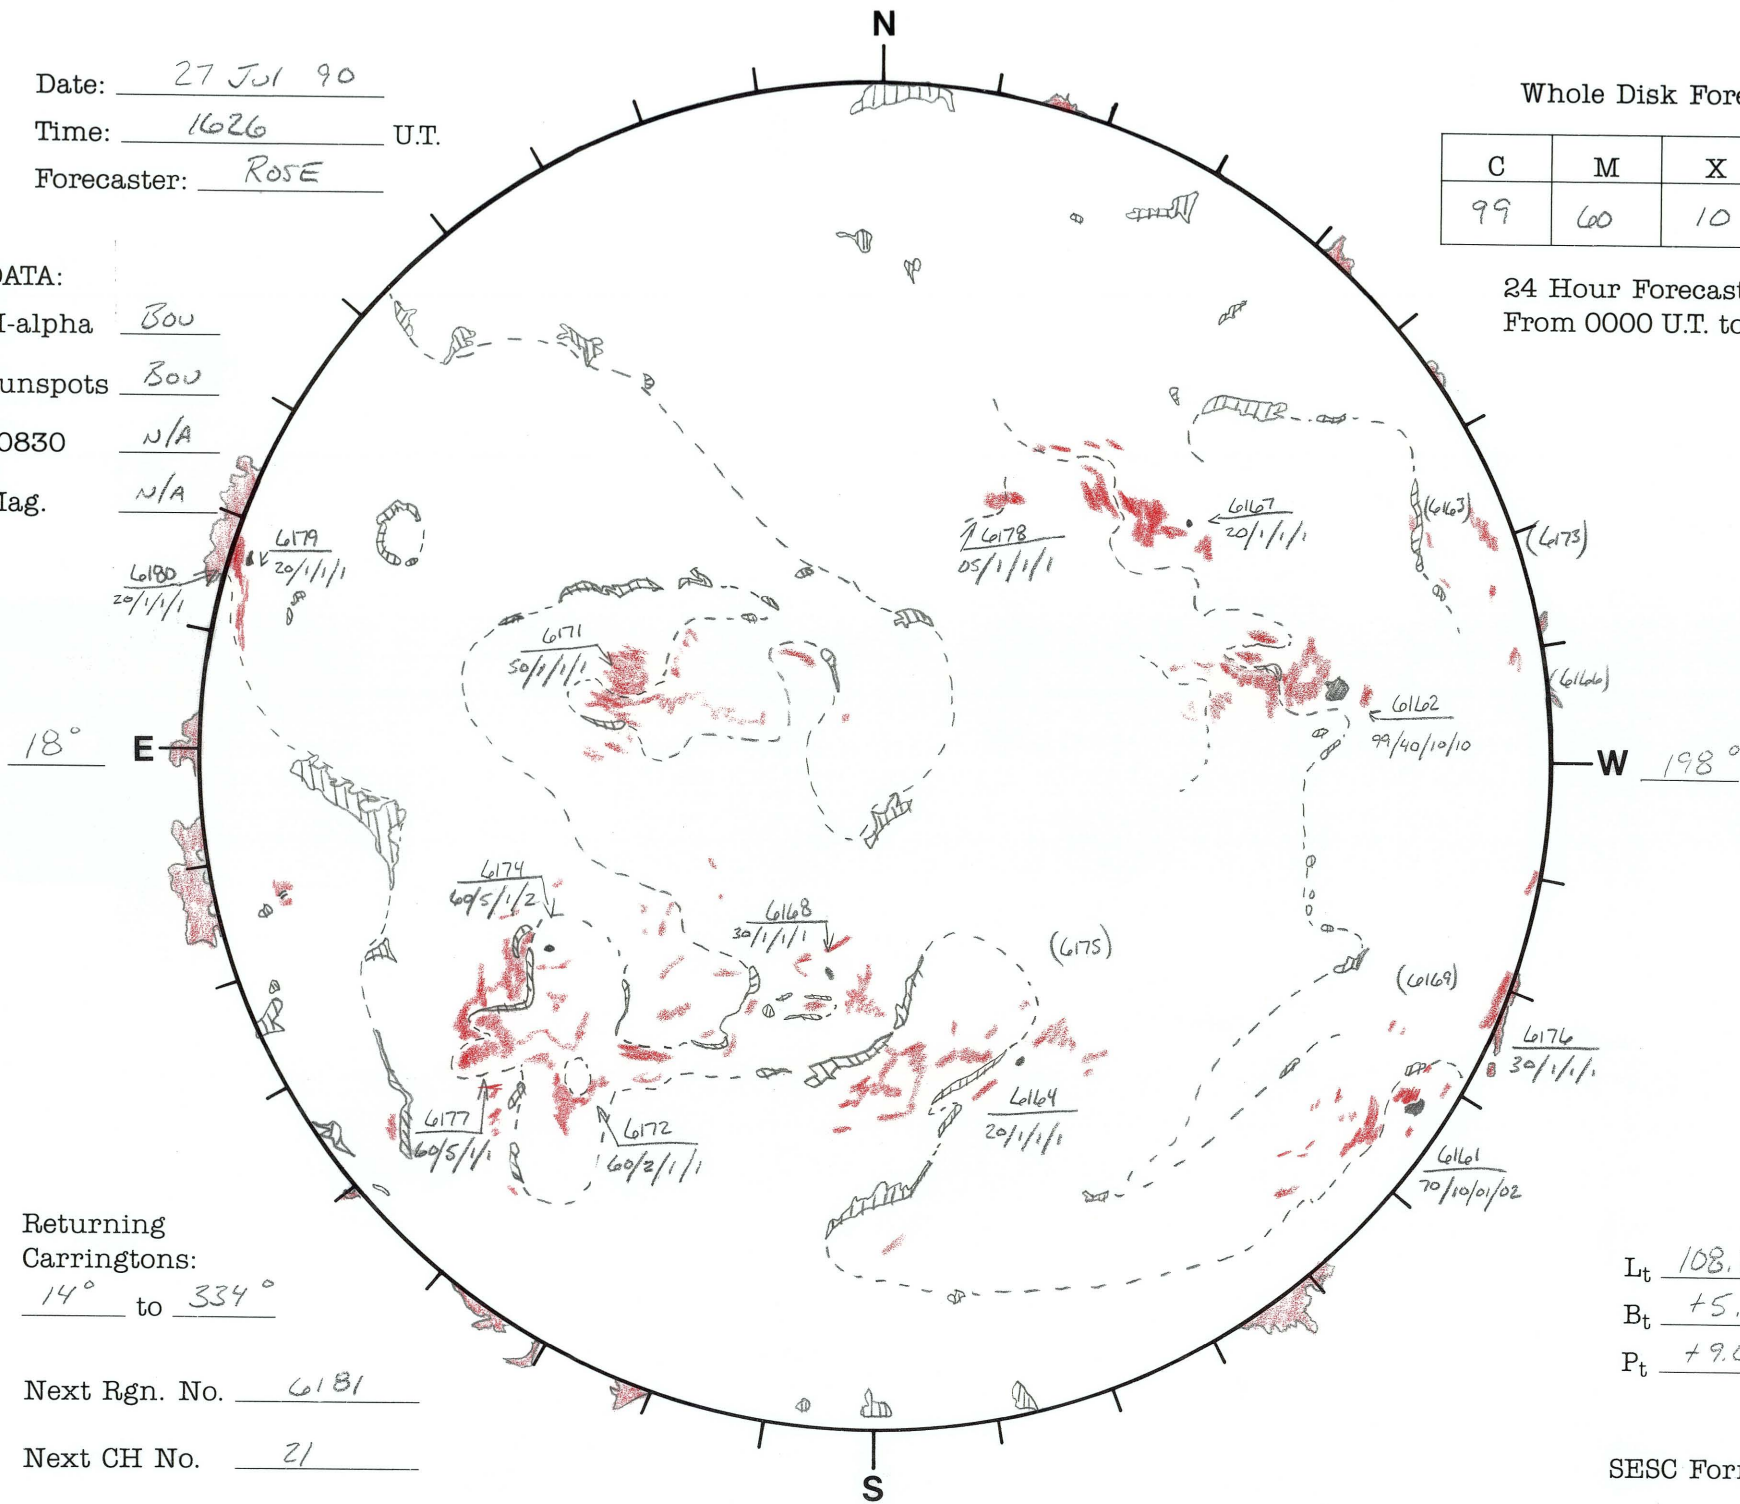 N
Date: 27 Jul 90
Time: 1626 U.T.
Forecaster: ROSE
Whole Disk Fore
C M X
99 60 10
24 Hour Forecast
From 0000 U.T. to
DATA:
H-alpha Bou
unspots Bou
0830 N/A
Mag. N/A
6179
20/1/1/1
6180
20/1/1/1
6171
50/1/1/1
6178
05/1/1/1
6167
20/1/1/1
(6163)
(6173)
(6166)
6162
99/40/10/10
18° E
W 198°
6174
60/5/1/2
6168
30/1/1/1
(6175)
(6169)
6176
30/1/1/1
6177
60/5/1/1
6172
60/2/1/1
6164
20/1/1/1
6161
70/10/01/02
Returning
Carringtons:
14° to 334°
Next Rgn. No. 6181
Next CH No. 21
Lt 108.
Bt +5.
Pt +9.
S
SESC For